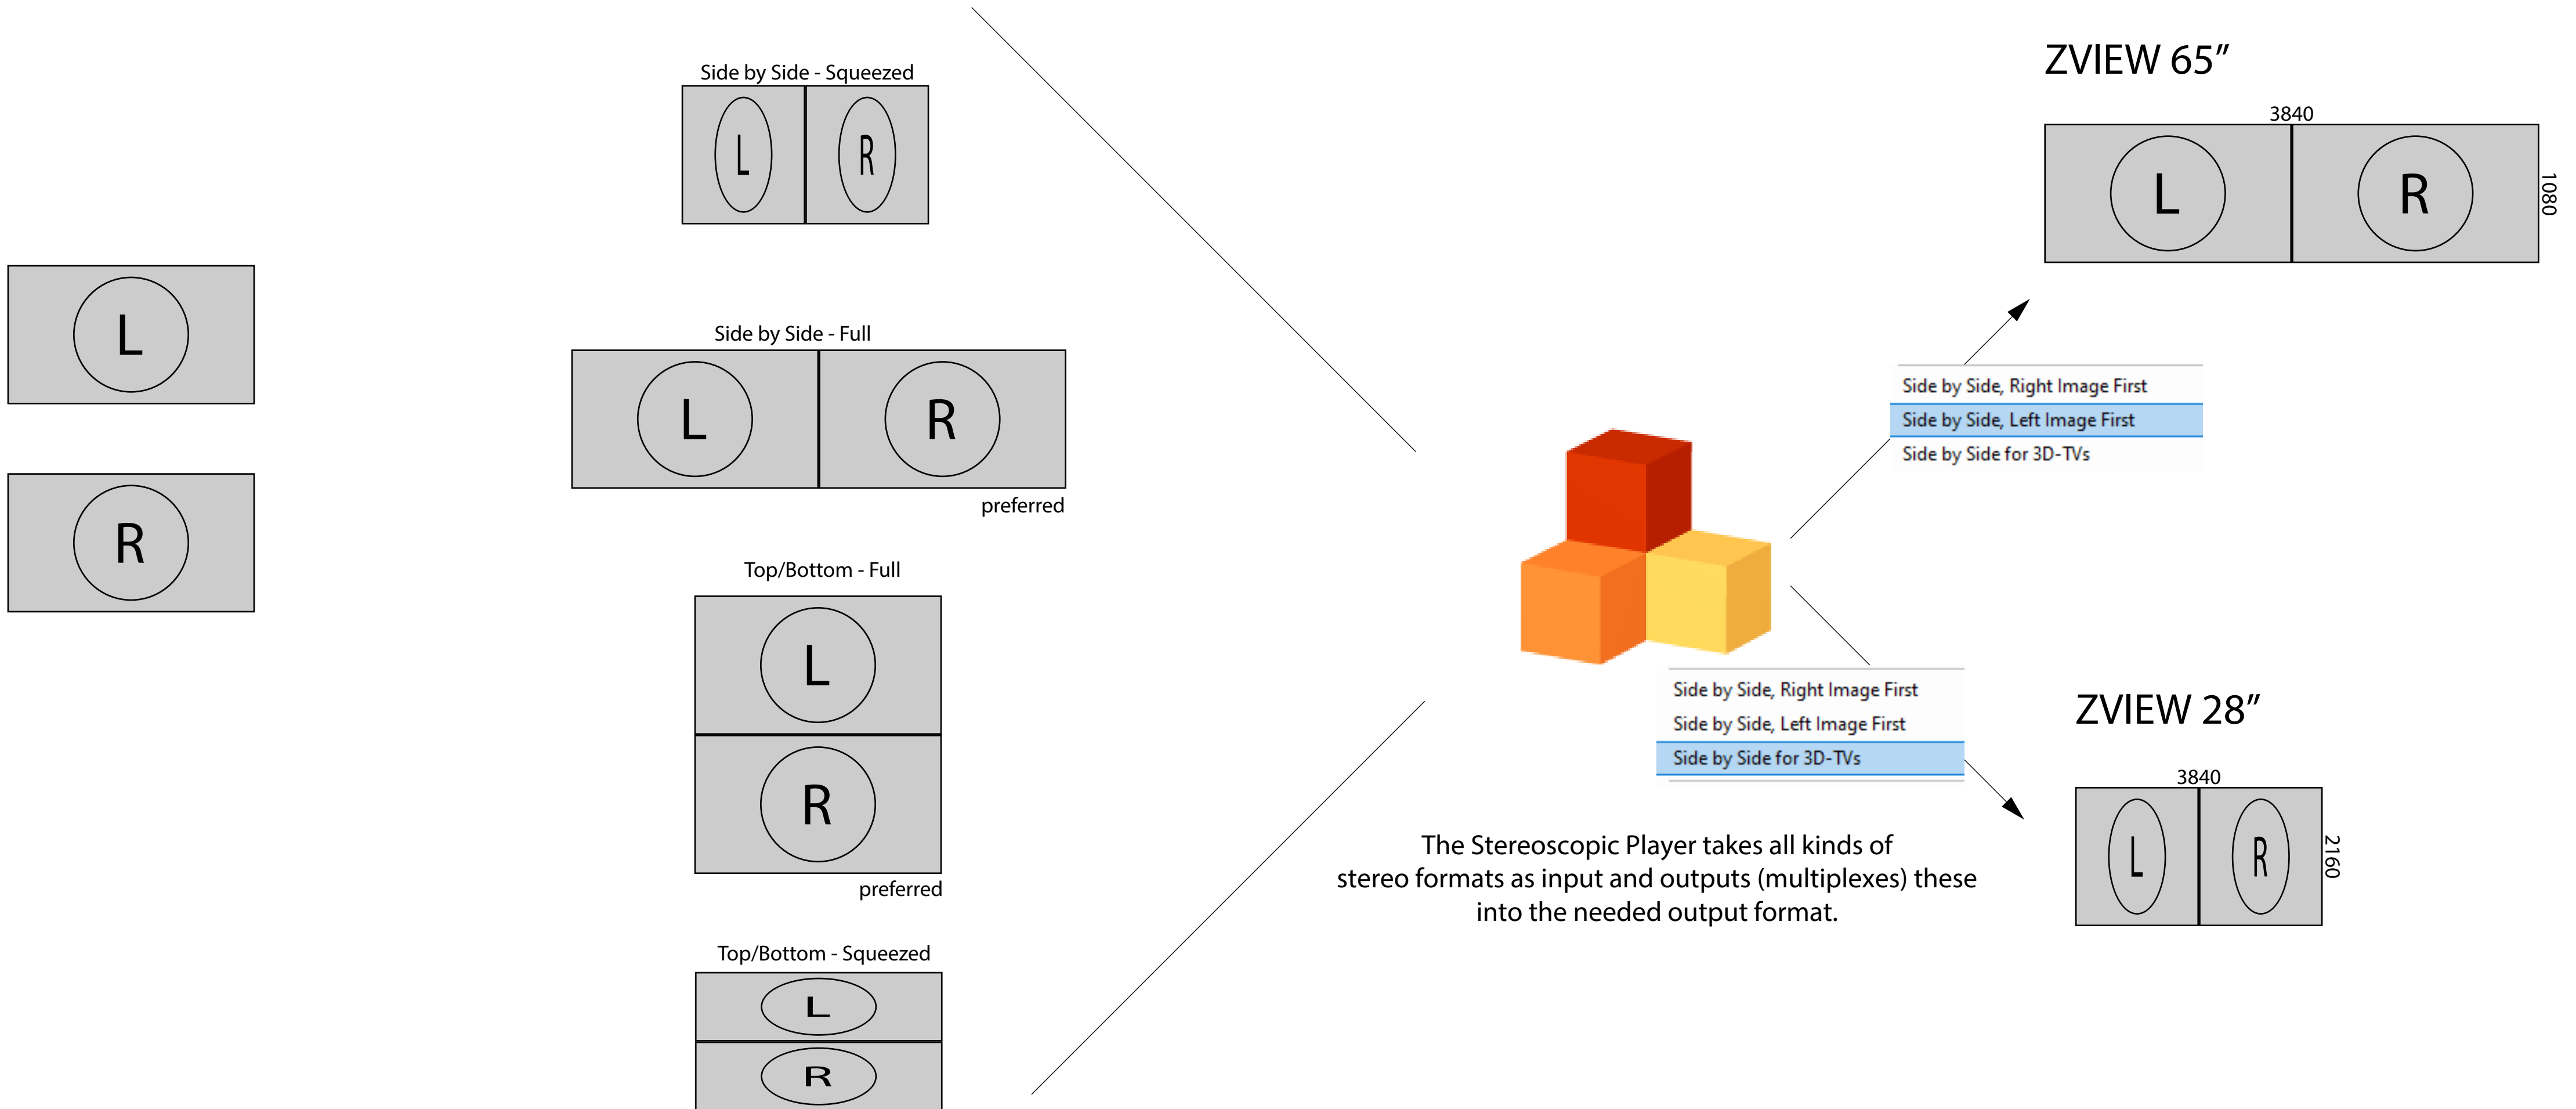 L
R
Side by Side - Squeezed
L
R
Side by Side - Full
L
R
preferred
Top/Bottom - Full
L
R
preferred
Top/Bottom - Squeezed
L
R
The Stereoscopic Player takes all kinds of
stereo formats as input and outputs (multiplexes) these
into the needed output format.
Side by Side, Right Image First
Side by Side, Left Image First
Side by Side for 3D-TVs
ZVIEW 65”
3840
L
R
1080
Side by Side, Right Image First
Side by Side, Left Image First
Side by Side for 3D-TVs
ZVIEW 28”
3840
L
R
2160